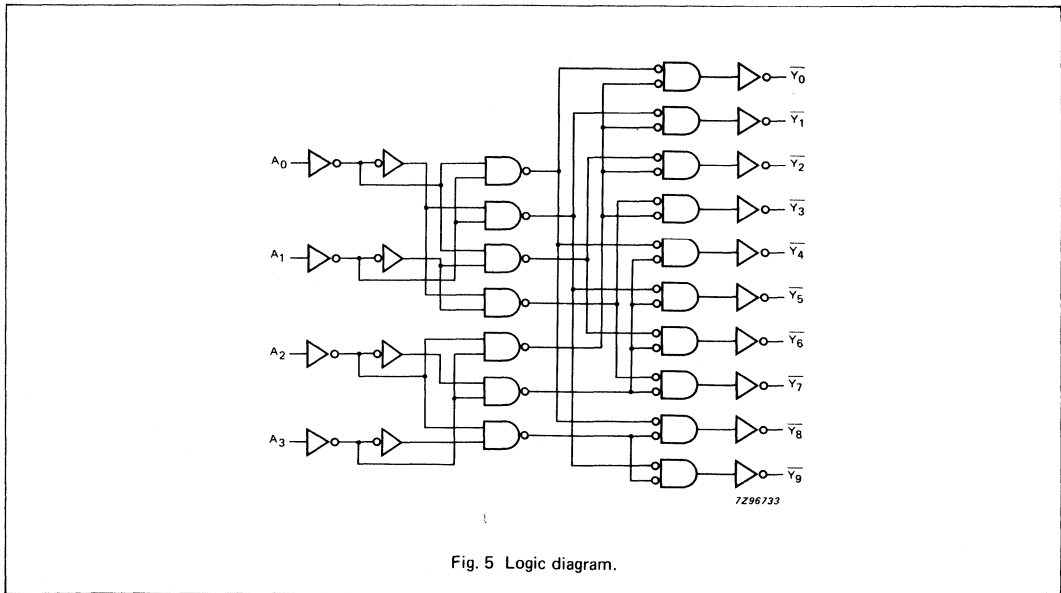 A0
A1
A2
A3
Y0
Y1
Y2
Y3
Y4
Y5
Y6
Y7
Y8
Y9
7Z96733
Fig. 5 Logic diagram.